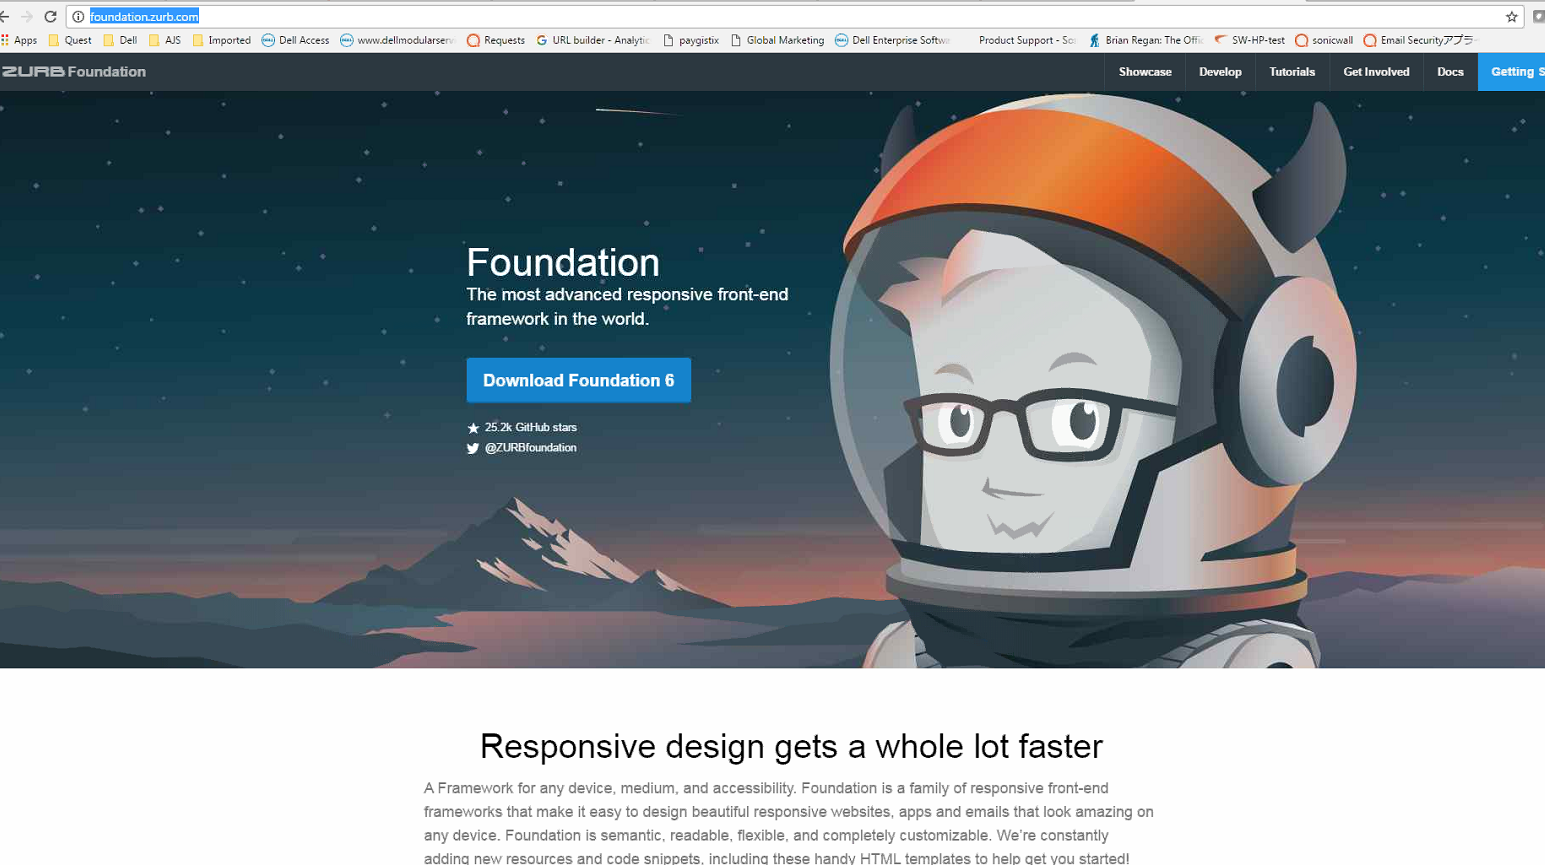 foundation.zurb.com
Apps Quest Dell AJS Imported Dell Access www.dellmodularserv URL Requests URL builder - Analytic paygistix Global Marketing Dell Enterprise Softw Product Support - So Brian Regan: The Offic SW-HP-test sonicwall Email Securityアプラ
ZURB Foundation Showcase Develop Tutorials Get Involved Docs Getting S
Foundation
The most advanced responsive front-end
framework in the world.
Download Foundation 6
25.2k GitHub stars
@ZURBfoundation
Responsive design gets a whole lot faster
A Framework for any device, medium, and accessibility. Foundation is a family of responsive front-end
frameworks that make it easy to design beautiful responsive websites, apps and emails that look amazing on
any device. Foundation is semantic, readable, flexible, and completely customizable. We're constantly
adding new resources and code snippets, including these handy HTML templates to help get you started!